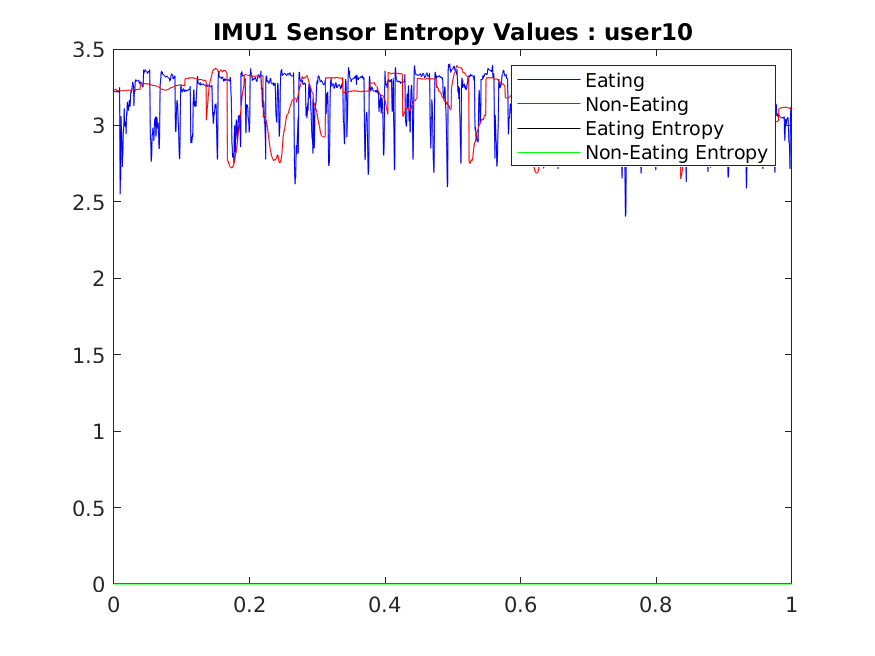 IMU1 Sensor Entropy Values : user10
3.5
3
2.5
2
1.5
1
0.5
0
0 0.2 0.4 0.6 0.8 1
Eating
Non-Eating
Eating Entropy
Non-Eating Entropy